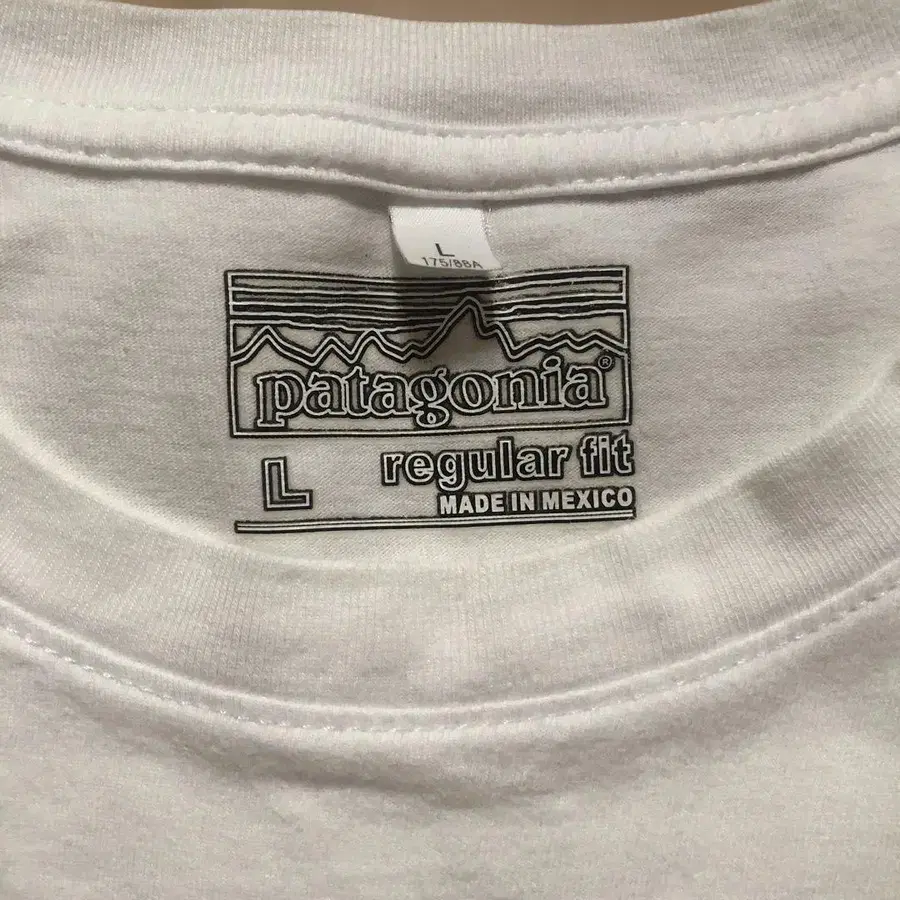 L
175/88A
patagonia®
L regular fit
MADE IN MEXICO